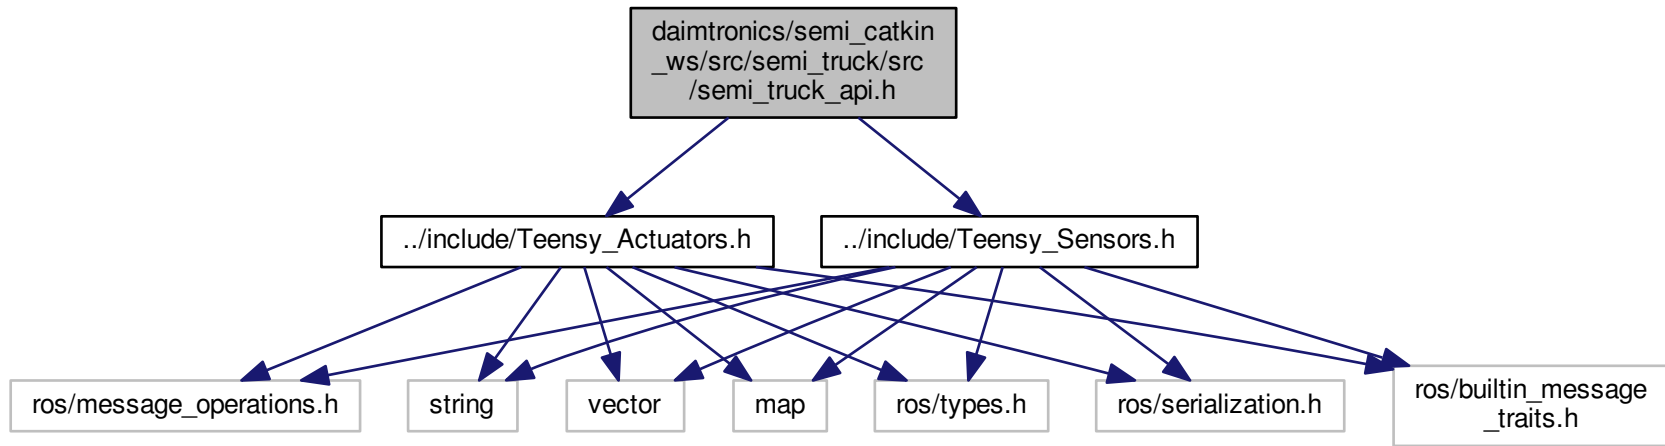 daimtronics/semi_catkin
_ws/src/semi_truck/src
/semi_truck_api.h
../include/Teensy_Actuators.h
../include/Teensy_Sensors.h
ros/message_operations.h
string
vector
map
ros/types.h
ros/serialization.h
ros/builtin_message
_traits.h